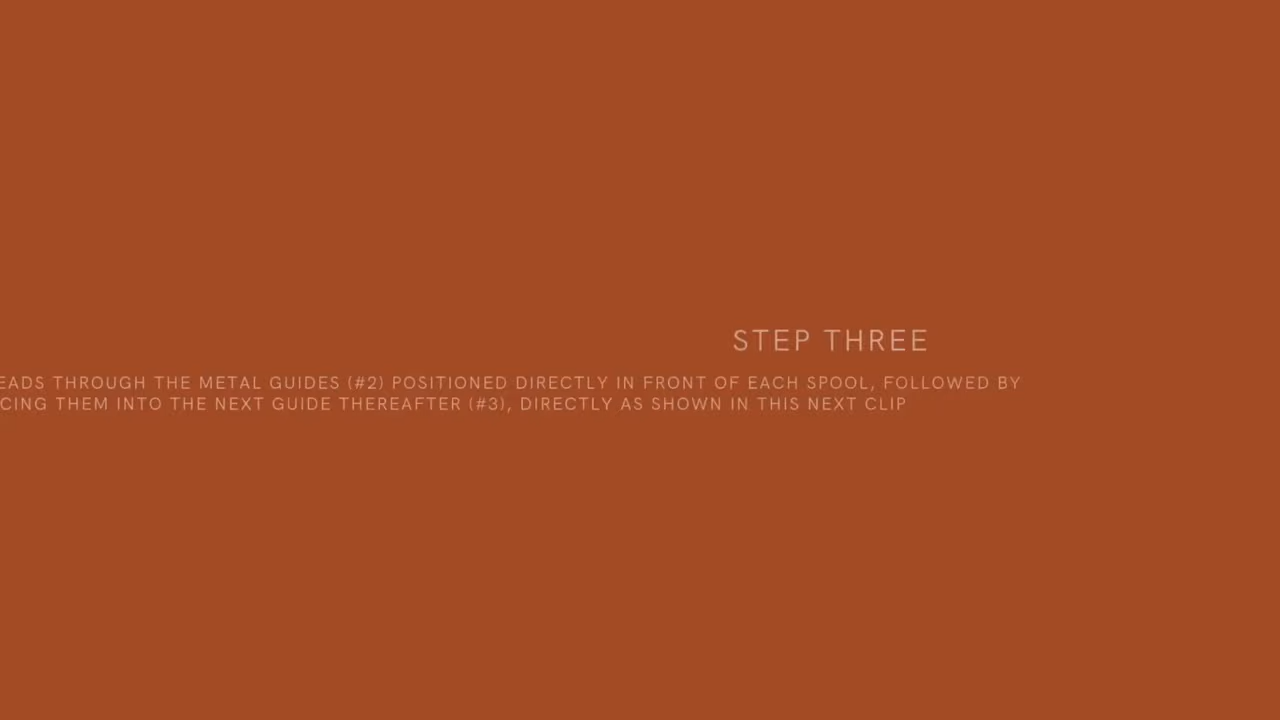 STEP THREE
EADS THROUGH THE METAL GUIDES (#2) POSITIONED DIRECTLY IN FRONT OF EACH SPOOL, FOLLOWED BY
CING THEM INTO THE NEXT GUIDE THEREAFTER (#3), DIRECTLY AS SHOWN IN THIS NEXT CLIP